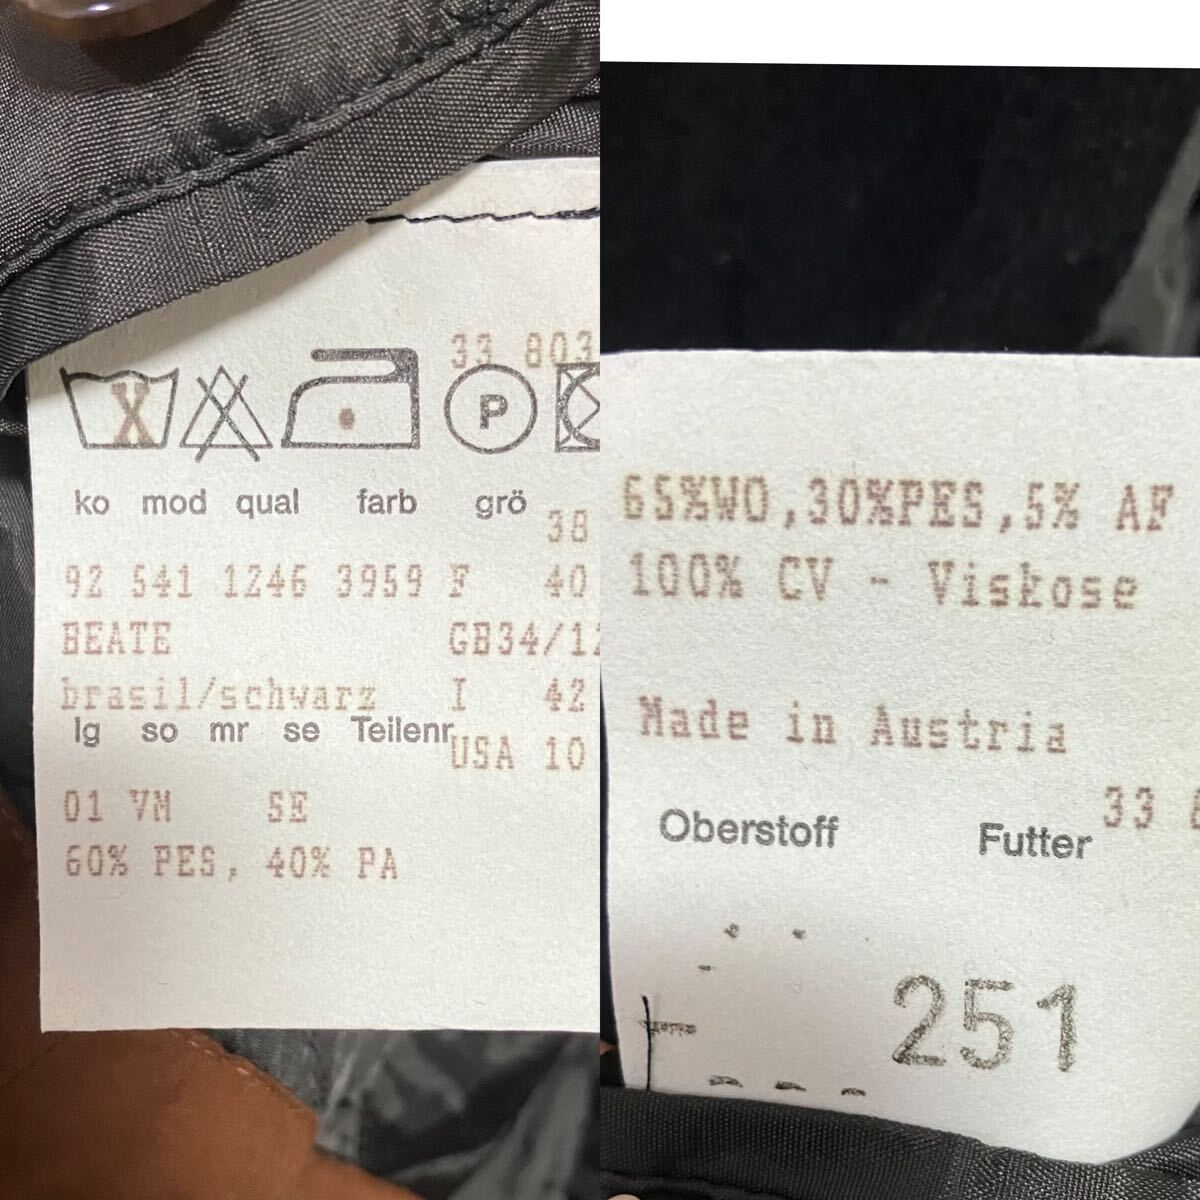 33 803
X P
ko mod qual farb grö
38
92 541 1246 3959 F 40
BEATE GB34/12
brasil/schwarz I 42
lg so mr se Teilenr.
USA 10
01 VM SE
60% PES, 40% PA
65%WO,30%PES,5% AF
100% CV - Viskose
Made in Austria
33
Oberstoff Futter
251